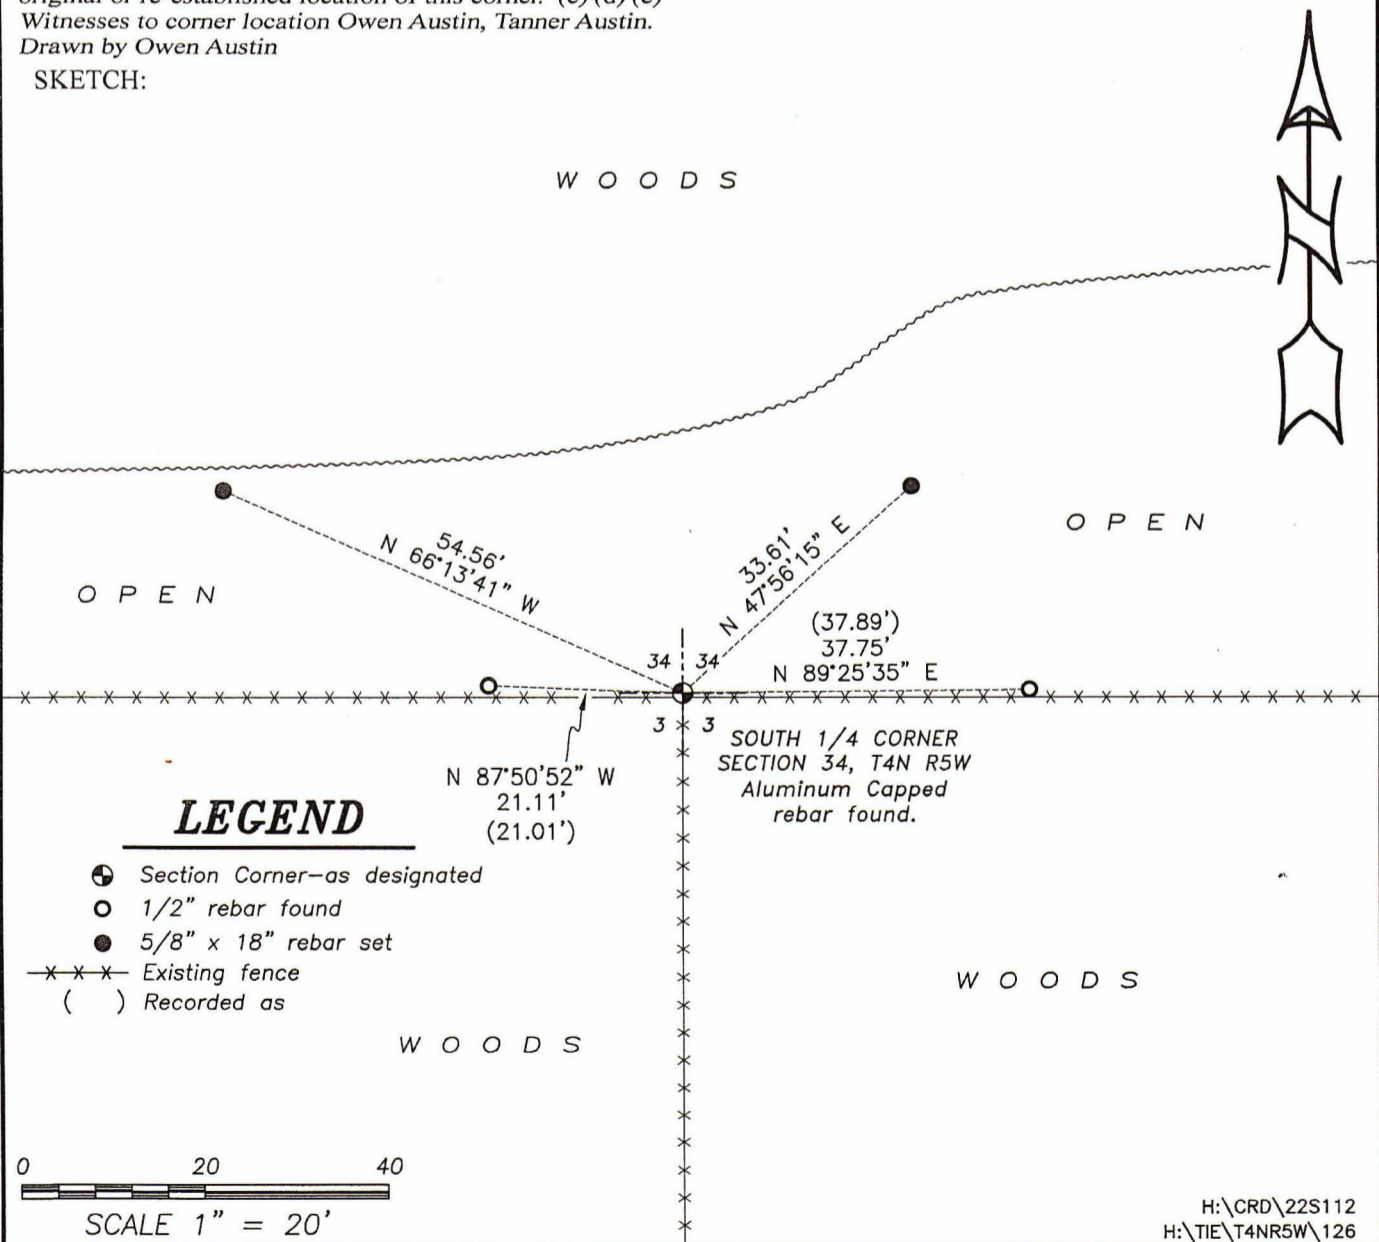 Witnesses to corner location Owen Austin, Tanner Austin.
Drawn by Owen Austin
SKETCH:
W O O D S
N
O P E N
O P E N
54.56'
N 66°13'41" W
33.61'
N 47°56'15" E
(37.89')
37.75'
N 89°25'35" E
34 34
3 3
SOUTH 1/4 CORNER
SECTION 34, T4N R5W
Aluminum Capped
rebar found.
N 87°50'52" W
21.11'
(21.01')
LEGEND
Section Corner-as designated
1/2" rebar found
5/8" x 18" rebar set
Existing fence
( ) Recorded as
W O O D S
W O O D S
0 20 40
SCALE 1" = 20'
H:\CRD\22S112
H:\TIE\T4NR5W\126